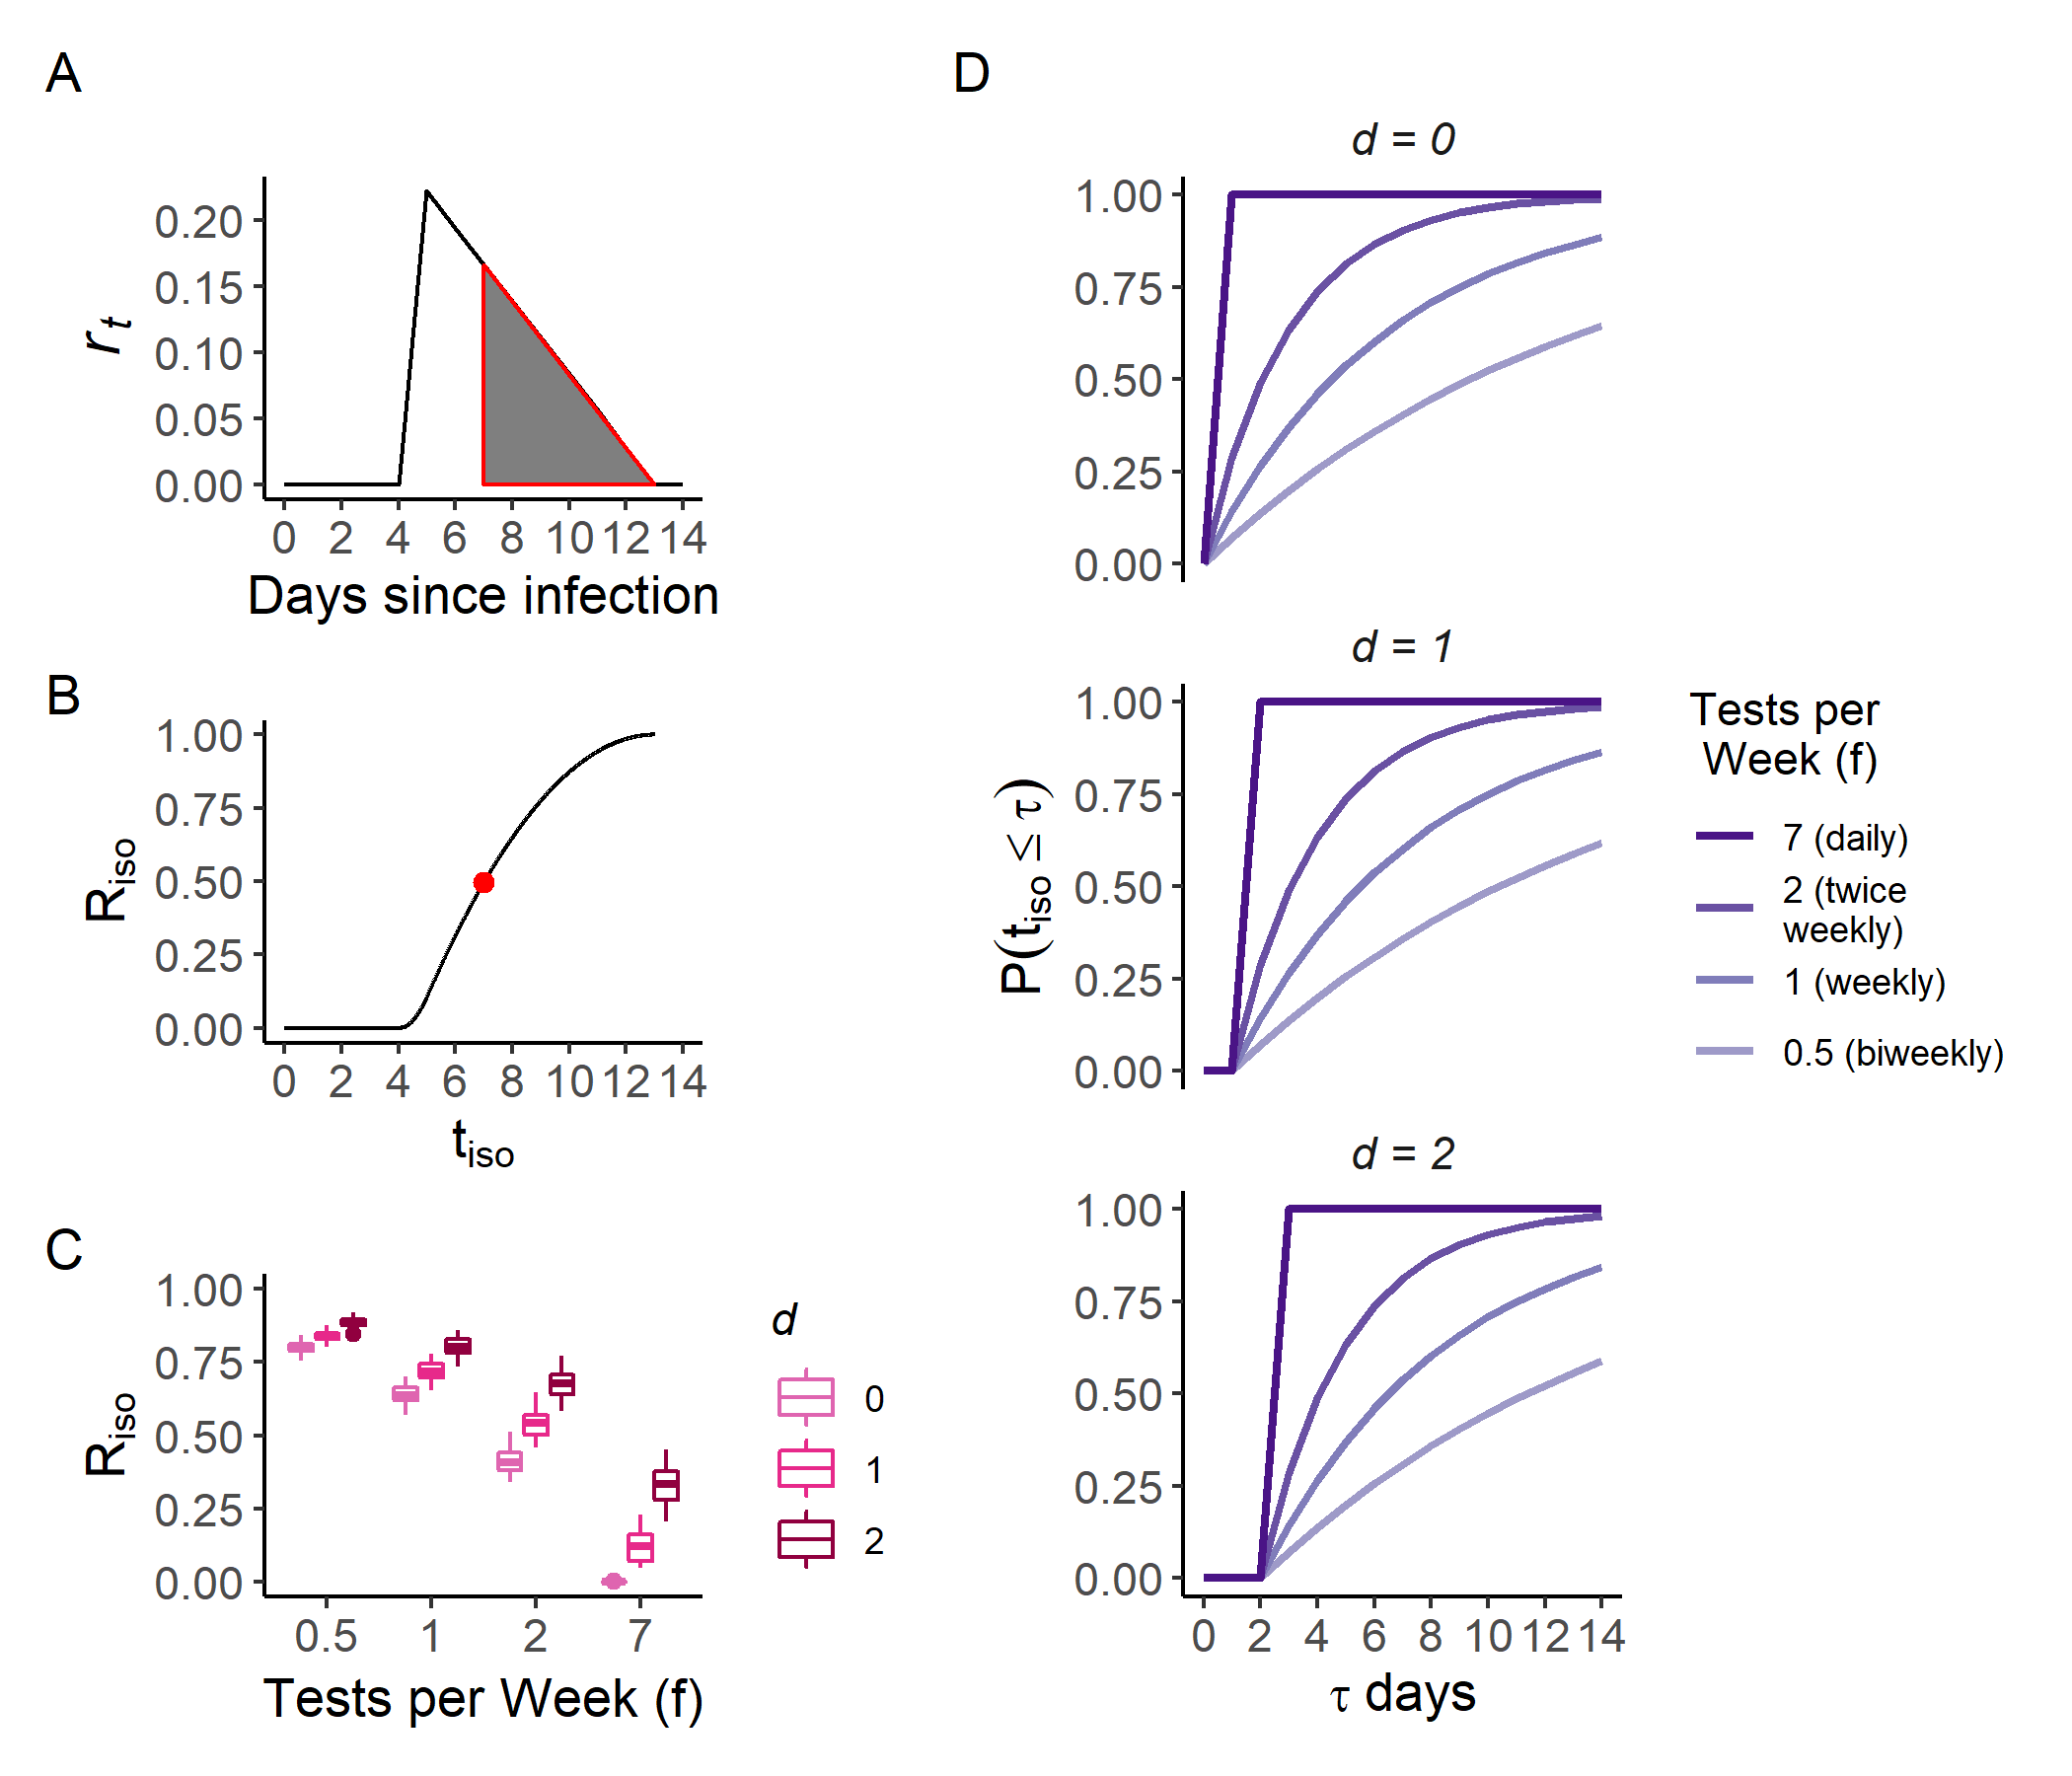 A
0.20
0.15
0.10
0.05
0.00
r t
0 2 4 6 8 10 12 14
Days since infection
B
1.00
0.75
0.50
0.25
0.00
Riso
0 2 4 6 8 10 12 14
tiso
C
1.00
0.75
0.50
0.25
0.00
Riso
0.5 1 2 7
Tests per Week (f)
d
0
1
2
D
d = 0
1.00
0.75
0.50
0.25
0.00
d = 1
1.00
0.75
0.50
0.25
0.00
P(tiso ≤ τ)
d = 2
1.00
0.75
0.50
0.25
0.00
0 2 4 6 8 10 12 14
τ days
Tests per
Week (f)
7 (daily)
2 (twice
weekly)
1 (weekly)
0.5 (biweekly)